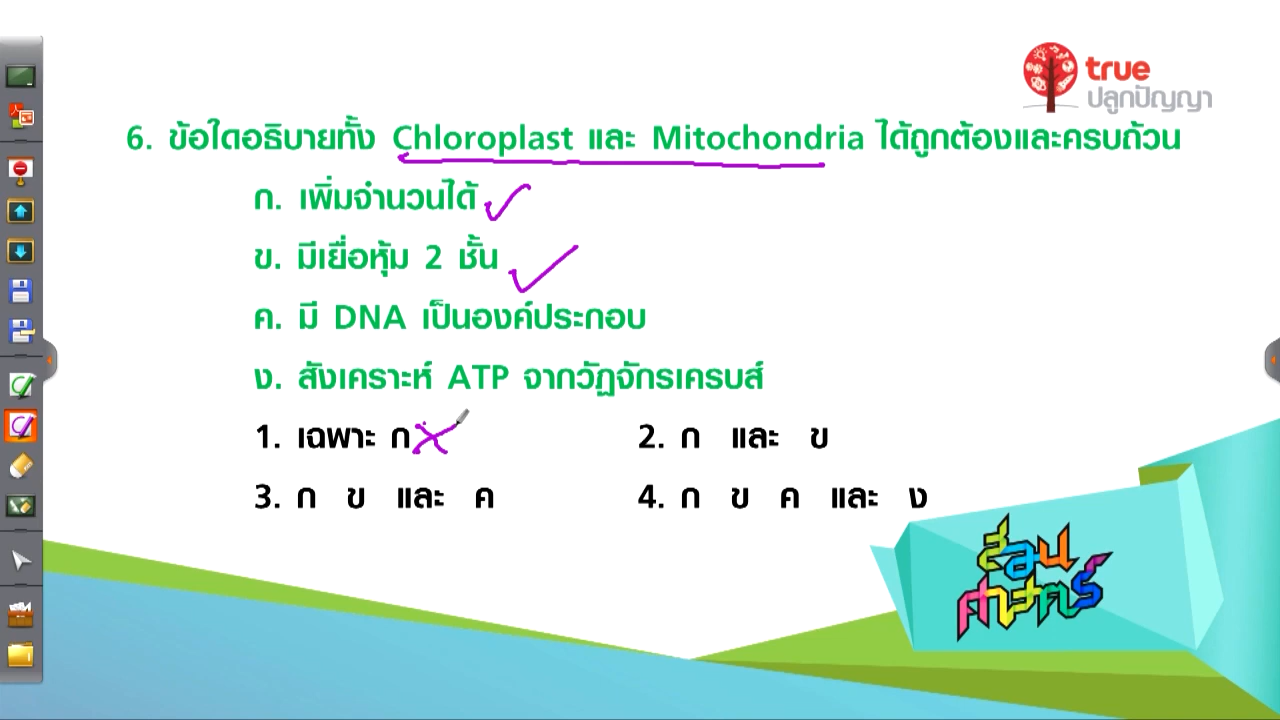 true
ปลูกปัญญา
6. ข้อใดอธิบายทั้ง Chloroplast และ Mitochondria ได้ถูกต้องและครบถ้วน
ก. เพิ่มจำนวนได้
ข. มีเยื่อหุ้ม 2 ชั้น
ค. มี DNA เป็นองค์ประกอบ
ง. สังเคราะห์ ATP จากวัฏจักรเครบส์
1. เฉพาะ ก
2. ก และ ข
3. ก ข และ ค
4. ก ข ค และ ง
สอน
ศาสตร์